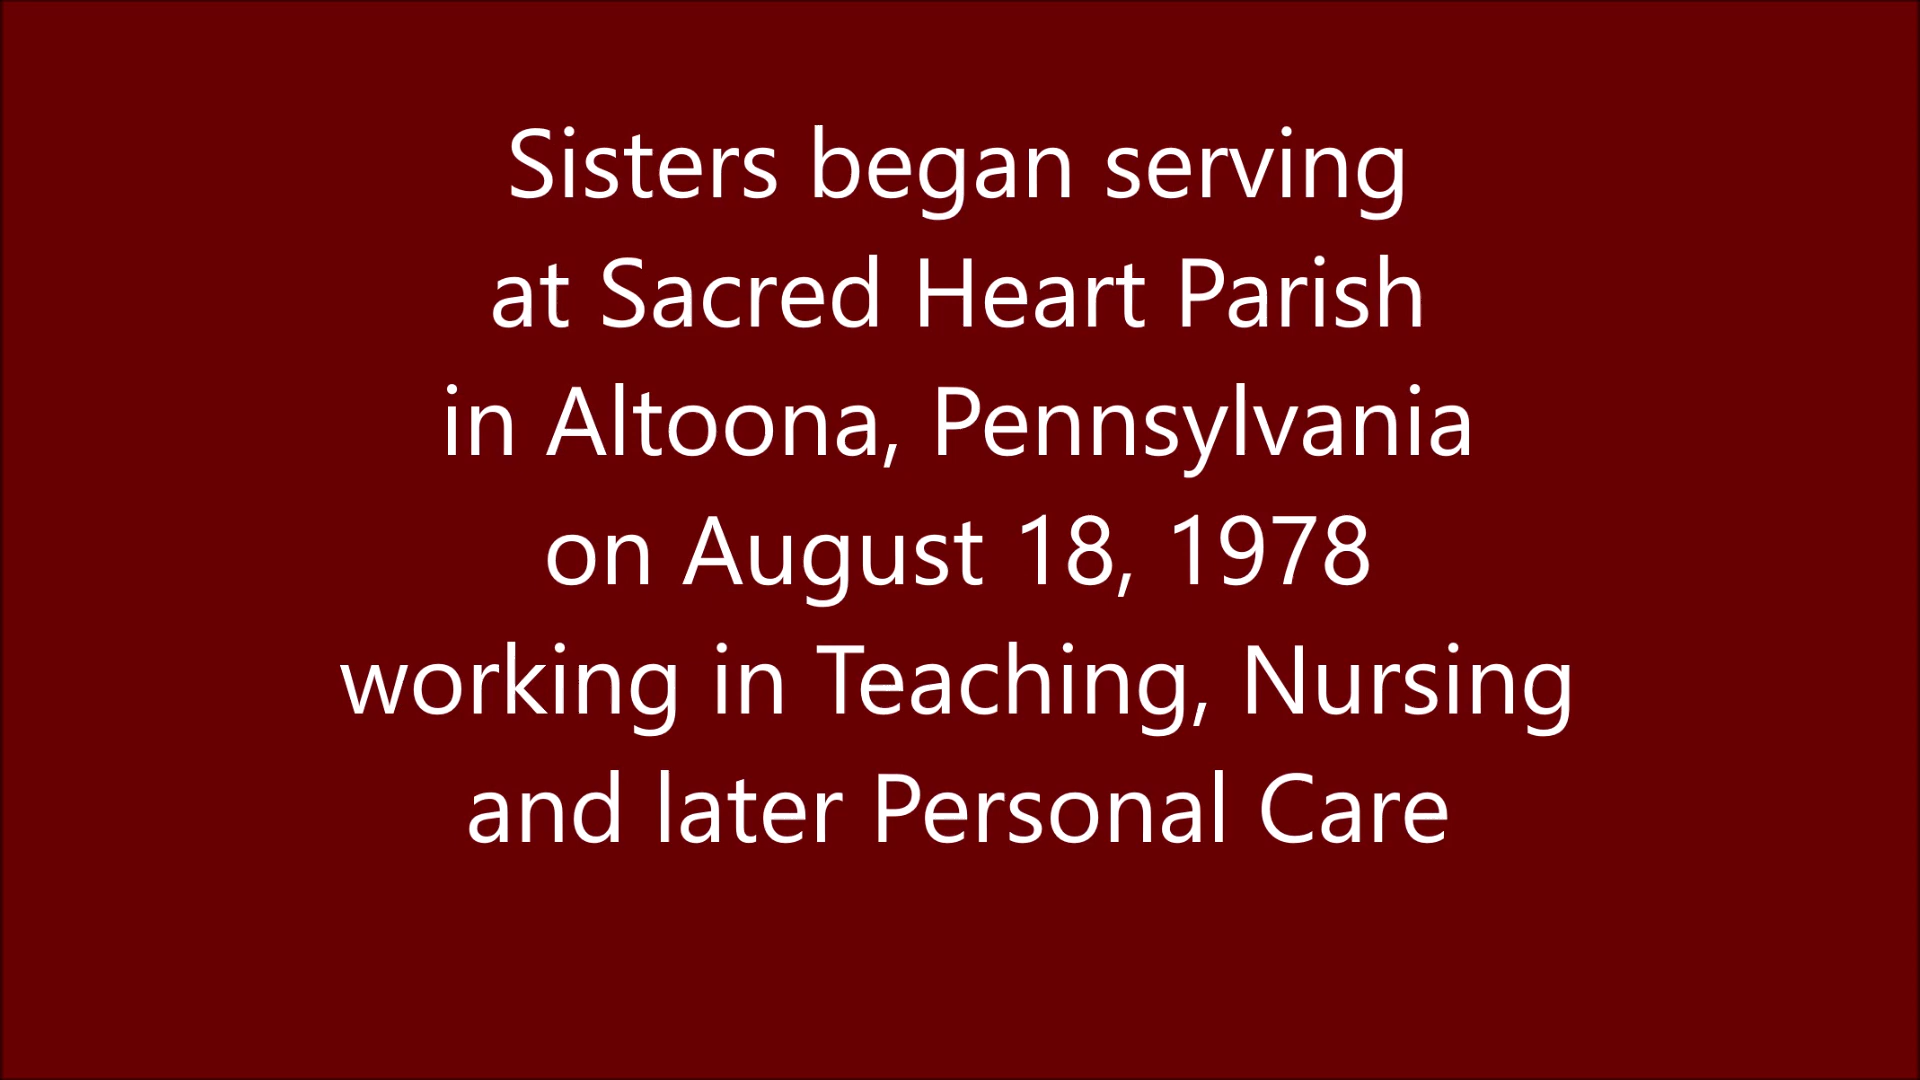 Sisters began serving
at Sacred Heart Parish
in Altoona, Pennsylvania
on August 18, 1978
working in Teaching, Nursing
and later Personal Care